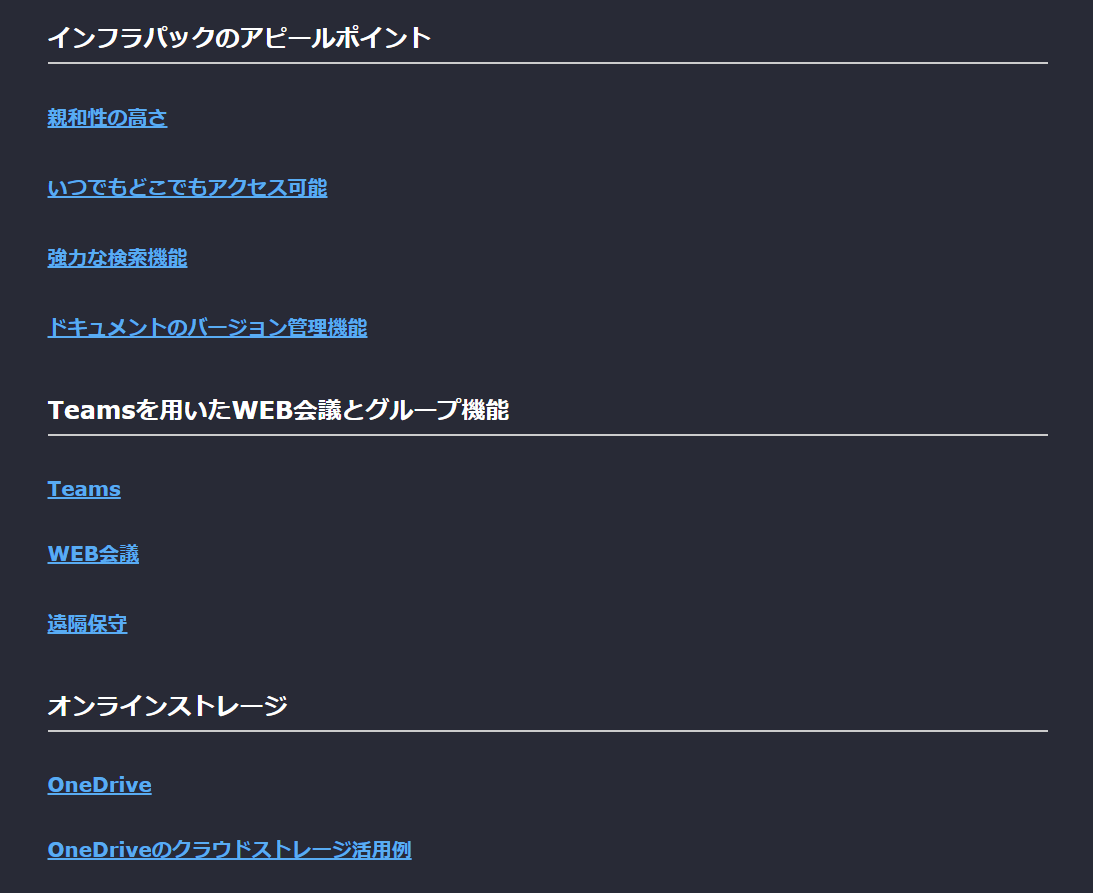 インフラパックのアピールポイント
親和性の高さ
いつでもどこでもアクセス可能
強力な検索機能
ドキュメントのバージョン管理機能
Teamsを用いたWEB会議とグループ機能
Teams
WEB会議
遠隔保守
オンラインストレージ
OneDrive
OneDriveのクラウドストレージ活用例